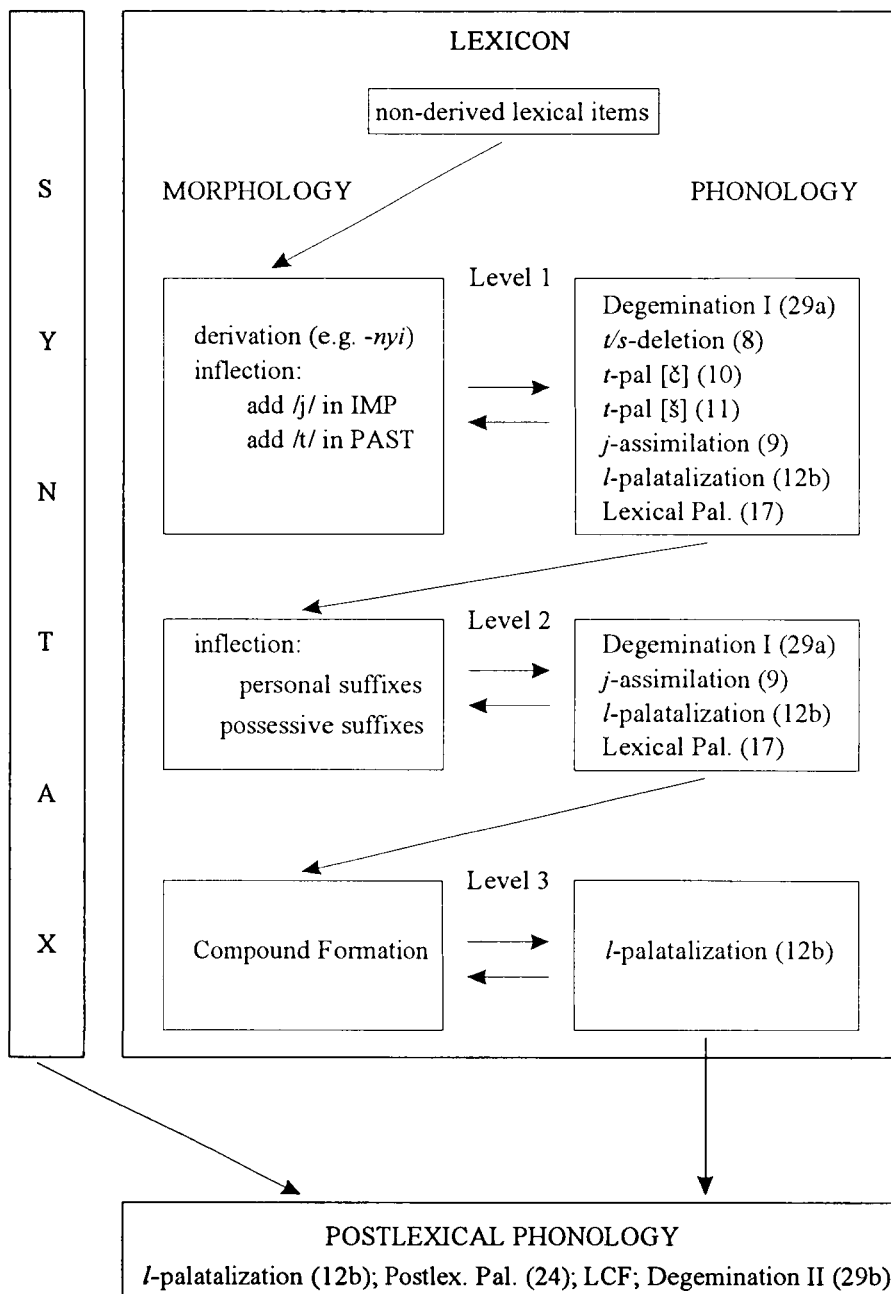 LEXICON
non-derived lexical items
MORPHOLOGY
PHONOLOGY
S
Y
N
T
A
X
Level 1
derivation (e.g. -nyi)
inflection:
add /j/ in IMP
add /t/ in PAST
Degemination I (29a)
t/s-deletion (8)
t-pal [č] (10)
t-pal [š] (11)
j-assimilation (9)
l-palatalization (12b)
Lexical Pal. (17)
Level 2
inflection:
personal suffixes
possessive suffixes
Degemination I (29a)
j-assimilation (9)
l-palatalization (12b)
Lexical Pal. (17)
Level 3
Compound Formation
l-palatalization (12b)
POSTLEXICAL PHONOLOGY
l-palatalization (12b); Postlex. Pal. (24); LCF; Degemination II (29b)